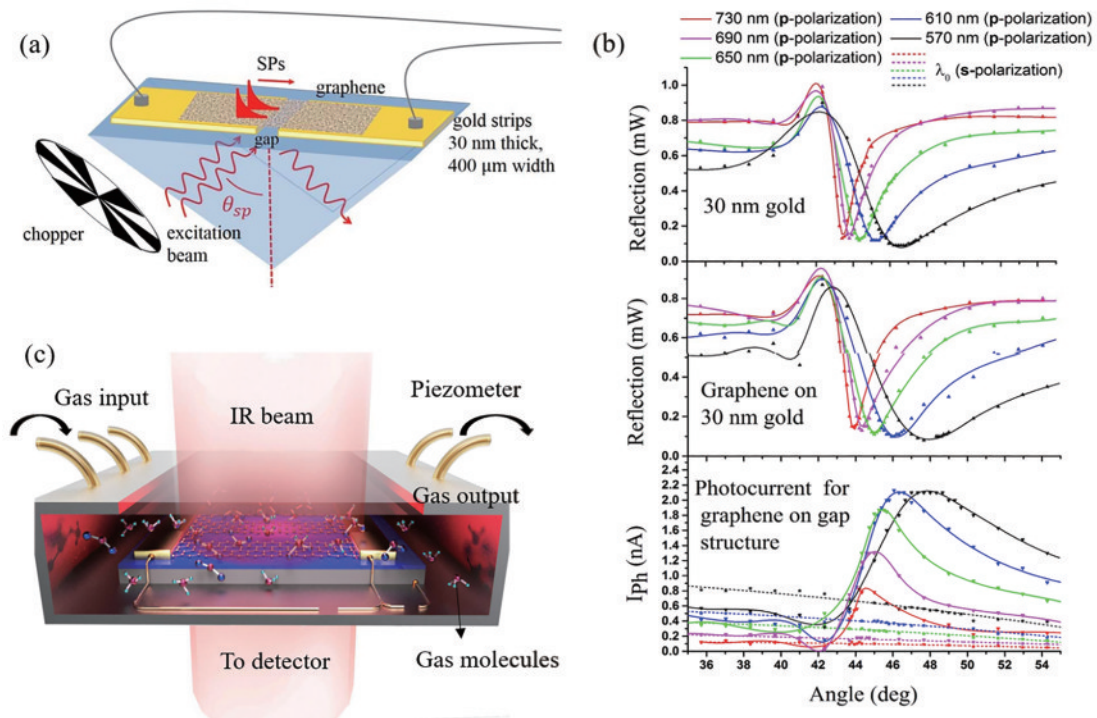 (a)
SPs
graphene
gap
gold strips
30 nm thick,
400 μm width
θsp
chopper
excitation
beam
(b)
730 nm (p-polarization)
690 nm (p-polarization)
650 nm (p-polarization)
610 nm (p-polarization)
570 nm (p-polarization)
λ0 (s-polarization)
Reflection (mW)
1.0
0.8
0.6
0.4
0.2
0.0
30 nm gold
Reflection (mW)
0.8
0.6
0.4
0.2
0.0
Graphene on
30 nm gold
IPh (nA)
2.4
2.2
2.0
1.8
1.6
1.4
1.2
1.0
0.8
0.6
0.4
0.2
0.0
Photocurrent for
graphene on gap
structure
36 38 40 42 44 46 48 50 52 54
Angle (deg)
(c)
Gas input
IR beam
Piezometer
Gas output
To detector
Gas molecules